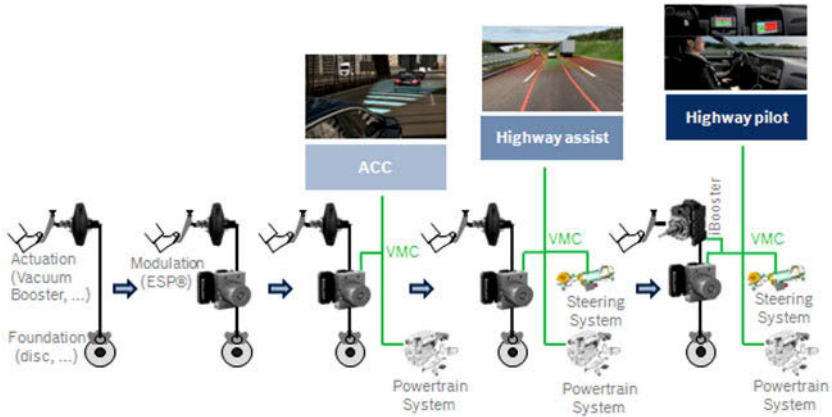 ACC
Highway assist
Highway pilot
Actuation
(Vacuum
Booster, ...)
Foundation
(disc, ...)
Modulation
(ESP®)
VMC
Powertrain
System
VMC
Steering
System
Powertrain
System
iBooster
VMC
Steering
System
Powertrain
System